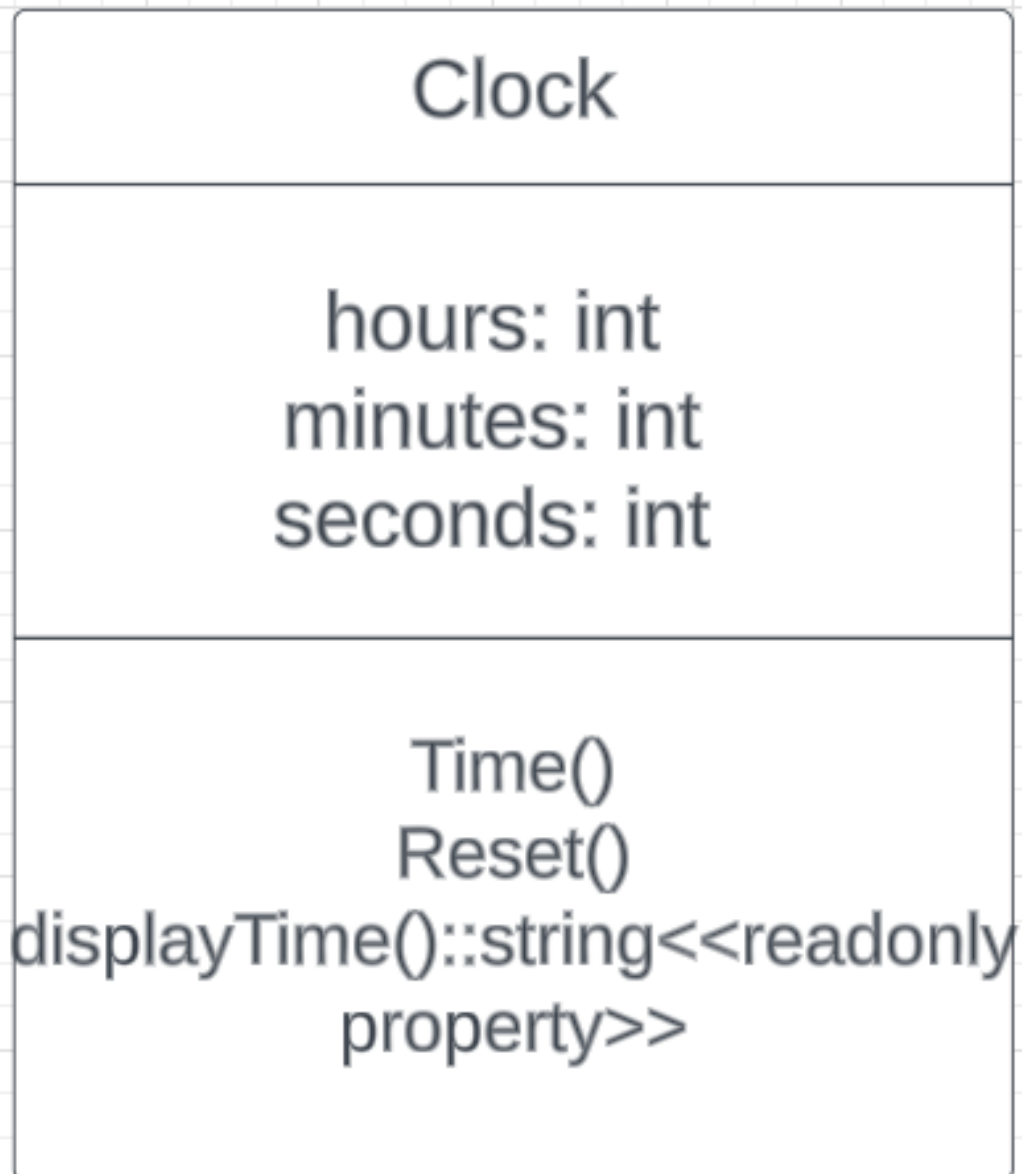 Clock
hours: int
minutes: int
seconds: int
Time()
Reset()
displayTime()::string<<readonly
property>>